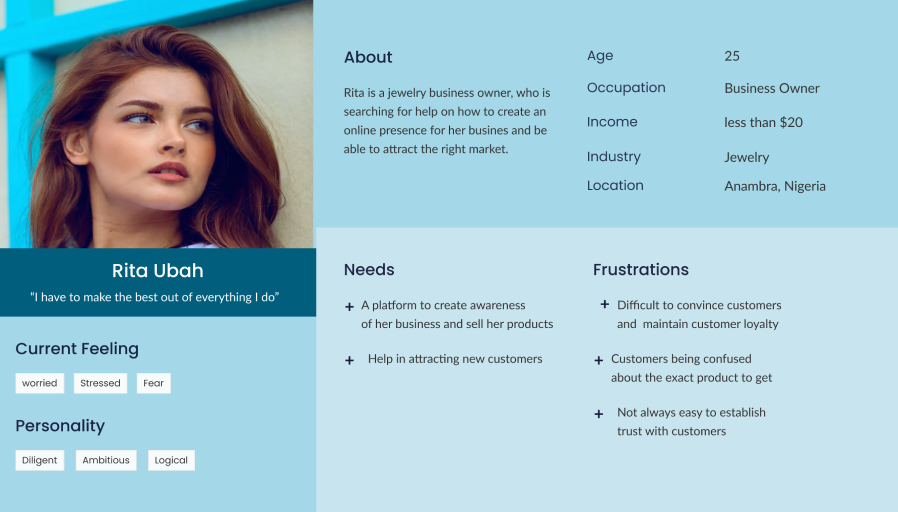 Rita Ubah
“I have to make the best out of everything I do”
Current Feeling
worried Stressed Fear
Personality
Diligent Ambitious Logical
About
Rita is a jewelry business owner, who is
searching for help on how to create an
online presence for her busines and be
able to attract the right market.
Age 25
Occupation Business Owner
Income less than $20
Industry Jewelry
Location Anambra, Nigeria
Needs
+ A platform to create awareness
of her business and sell her products
+ Help in attracting new customers
Frustrations
+ Difficult to convince customers
and maintain customer loyalty
+ Customers being confused
about the exact product to get
+ Not always easy to establish
trust with customers